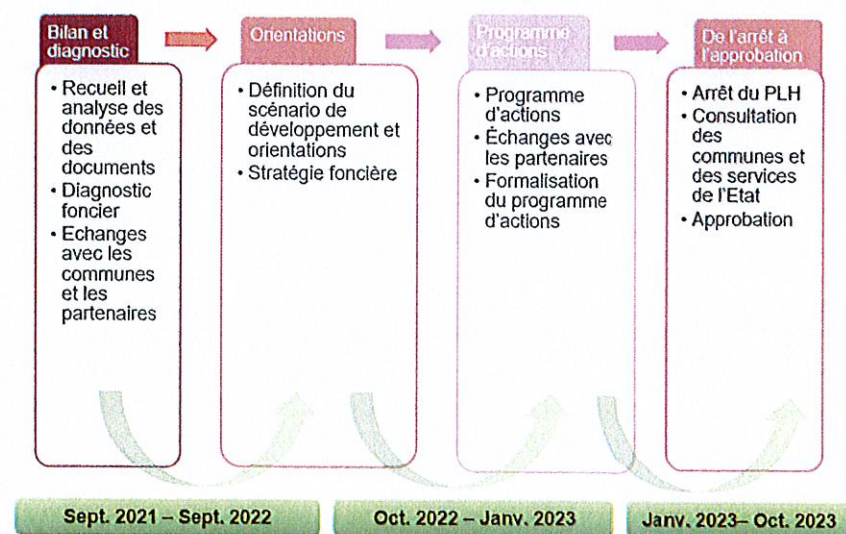 Bilan et
diagnostic
• Recueil et
analyse des
données et
des
documents
• Diagnostic
foncier
• Echanges
avec les
communes
et les
partenaires
Orientations
• Définition du
scénario de
développement et
orientations
• Stratégie foncière
Programme
d'actions
• Programme
d'actions
• Échanges avec
les partenaires
• Formalisation
du programme
d'actions
De l'arrêt à
l'approbation
• Arrêt du PLH
• Consultation
des
communes et
des services
de l'Etat
• Approbation
Sept. 2021 – Sept. 2022
Oct. 2022 – Janv. 2023
Janv. 2023– Oct. 2023